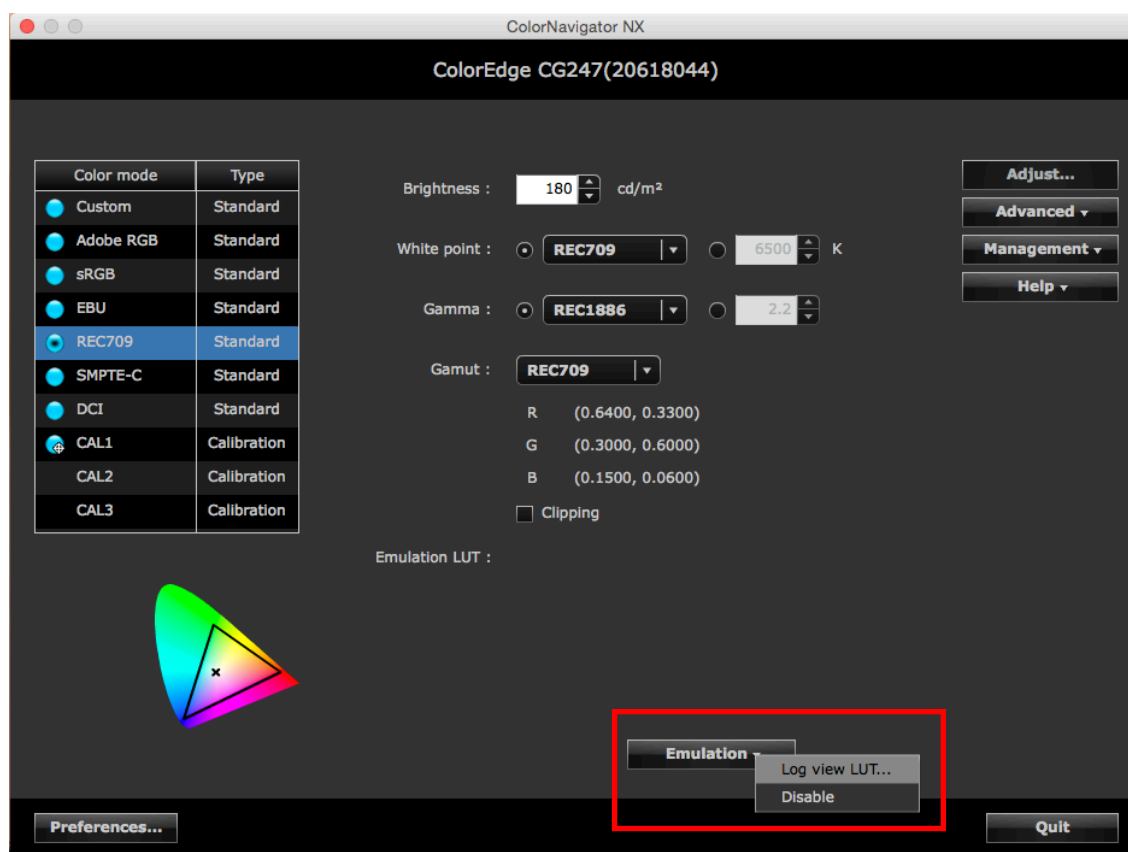 ColorNavigator NX
ColorEdge CG247(20618044)
Color mode Type
Custom Standard
Adobe RGB Standard
sRGB Standard
EBU Standard
REC709 Standard
SMPTE-C Standard
DCI Standard
CAL1 Calibration
CAL2 Calibration
CAL3 Calibration
Brightness : 180 cd/m²
White point : REC709 6500 K
Gamma : REC1886 2.2
Gamut : REC709
R (0.6400, 0.3300)
G (0.3000, 0.6000)
B (0.1500, 0.0600)
Clipping
Emulation LUT :
Adjust...
Advanced
Management
Help
Emulation
Log view LUT...
Disable
Preferences...
Quit